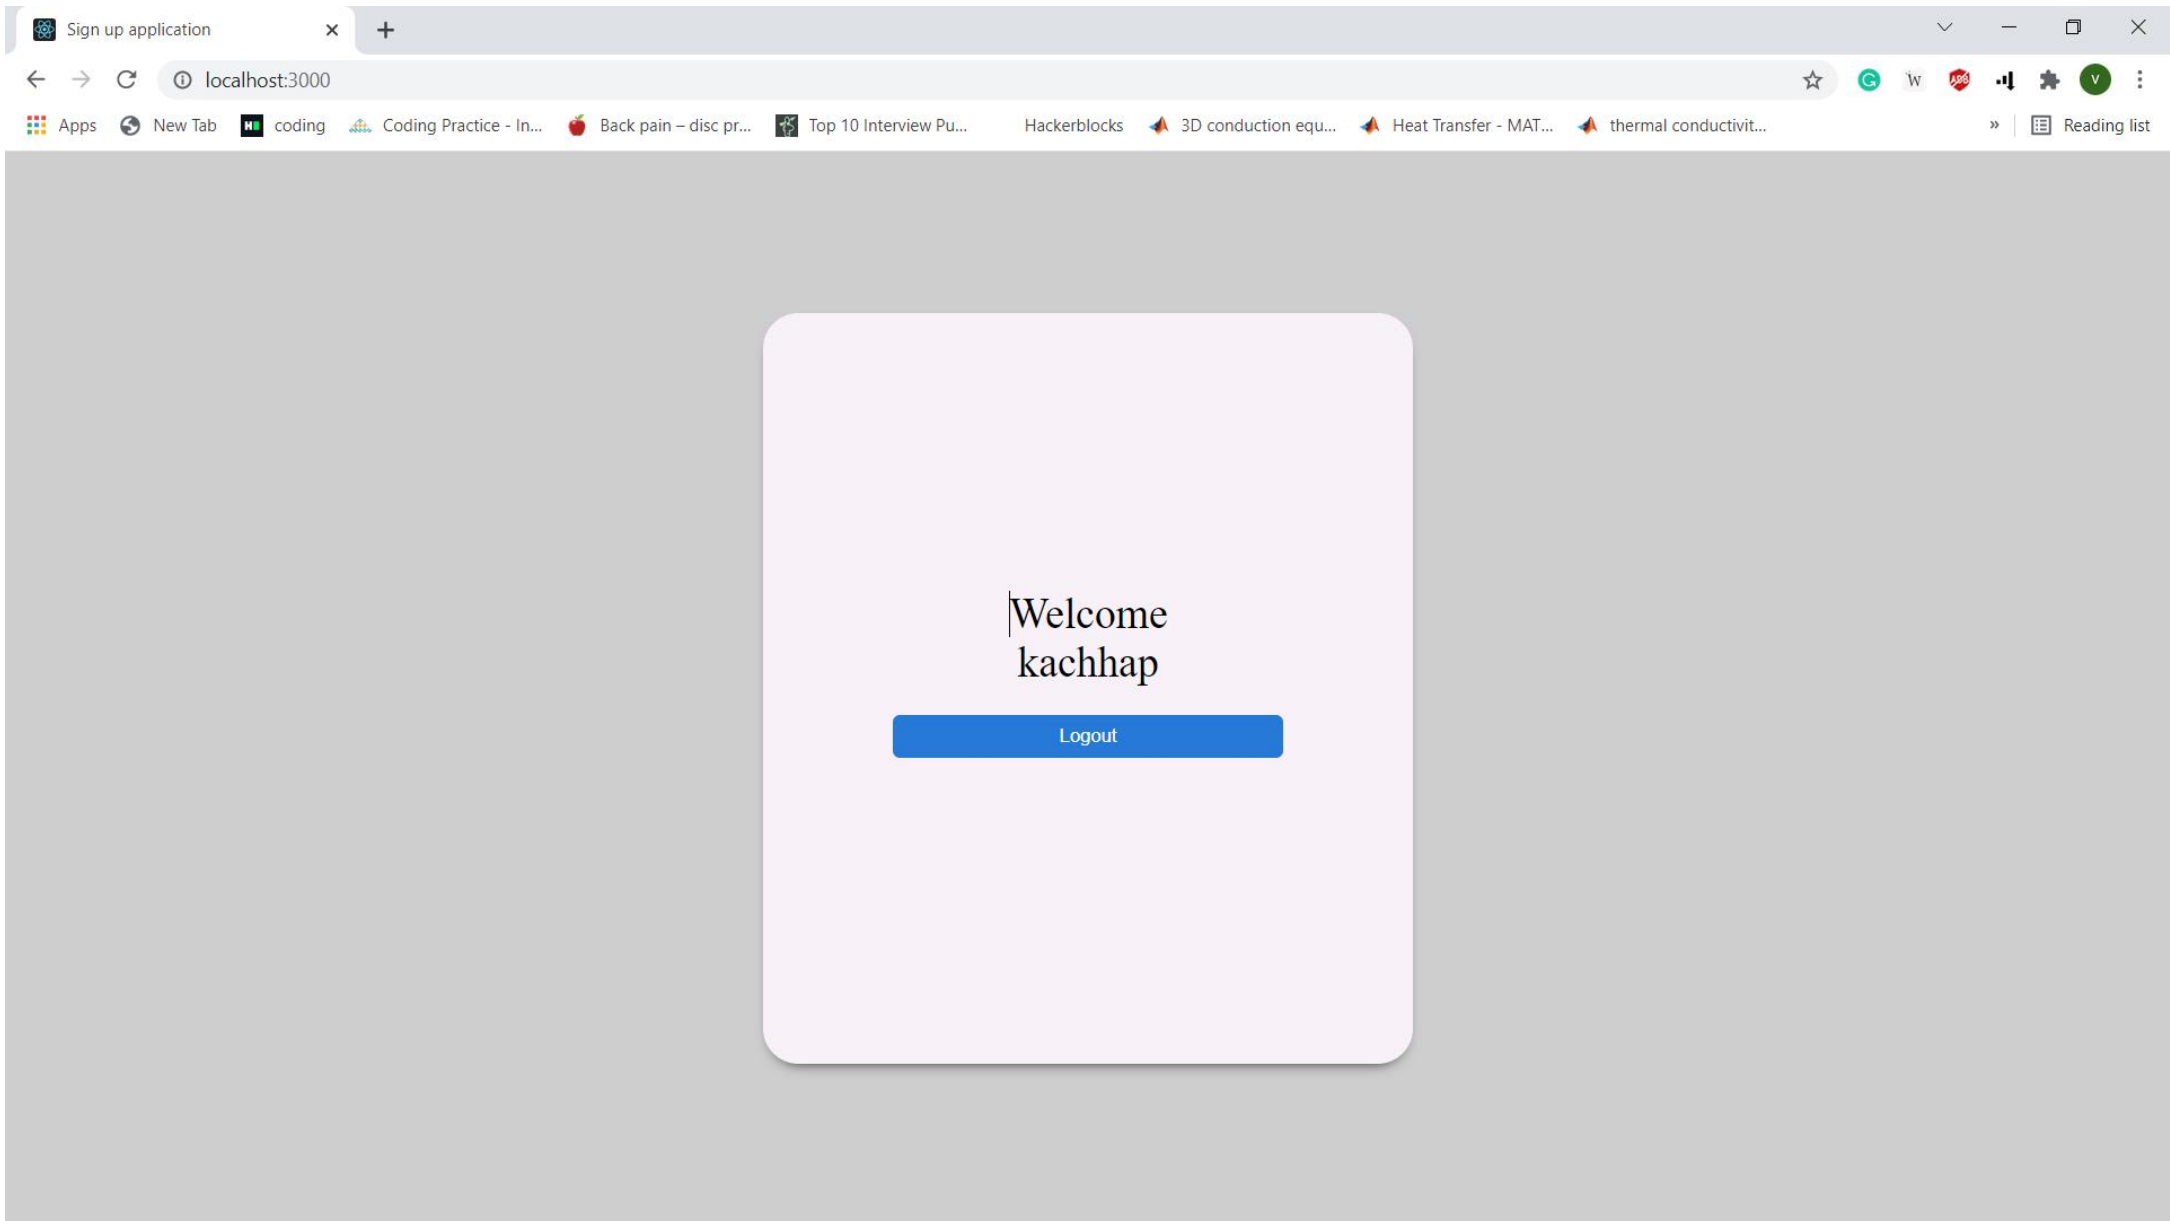 Sign up application
localhost:3000
Apps New Tab coding Coding Practice - In... Back pain – disc pr... Top 10 Interview Pu... Hackerblocks 3D conduction equ... Heat Transfer - MAT... thermal conductivit... » Reading list
Welcome
kachhap
Logout